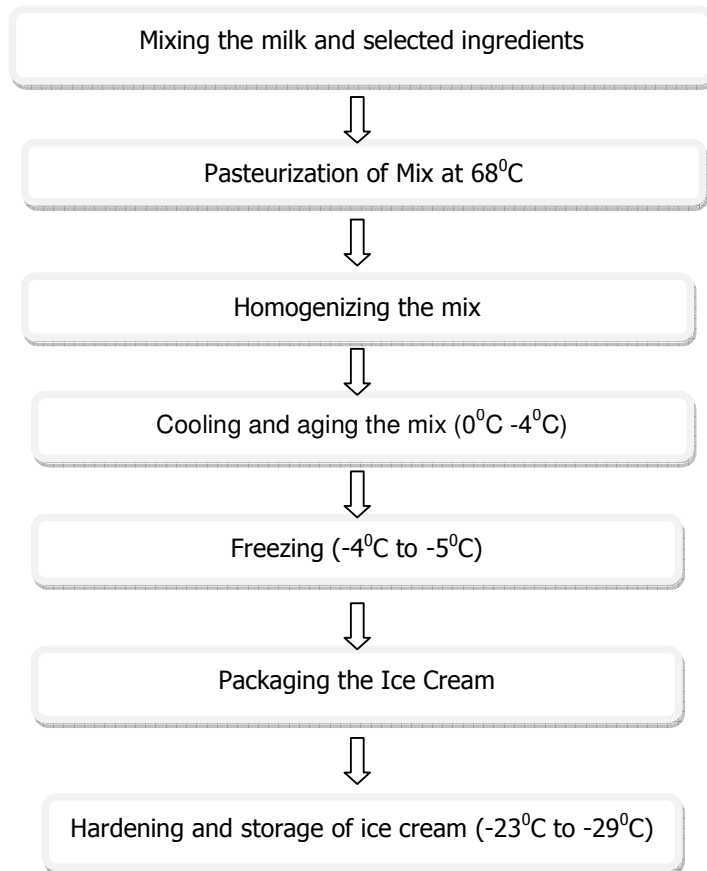 Mixing the milk and selected ingredients
Pasteurization of Mix at 68⁰C
Homogenizing the mix
Cooling and aging the mix (0⁰C -4⁰C)
Freezing (-4⁰C to -5⁰C)
Packaging the Ice Cream
Hardening and storage of ice cream (-23⁰C to -29⁰C)